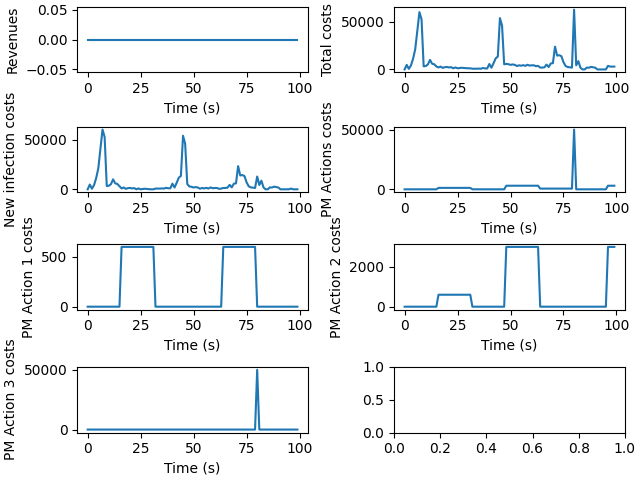 Revenues
0.05
0.00
−0.05
0 25 50 75 100
Time (s)
Total costs
50000
0
0 25 50 75 100
Time (s)
New infection costs
50000
0
0 25 50 75 100
Time (s)
PM Actions costs
50000
0
0 25 50 75 100
Time (s)
PM Action 1 costs
500
0
0 25 50 75 100
Time (s)
PM Action 2 costs
2000
0
0 25 50 75 100
Time (s)
PM Action 3 costs
50000
0
0 25 50 75 100
Time (s)
1.0
0.5
0.0
0.0 0.2 0.4 0.6 0.8 1.0